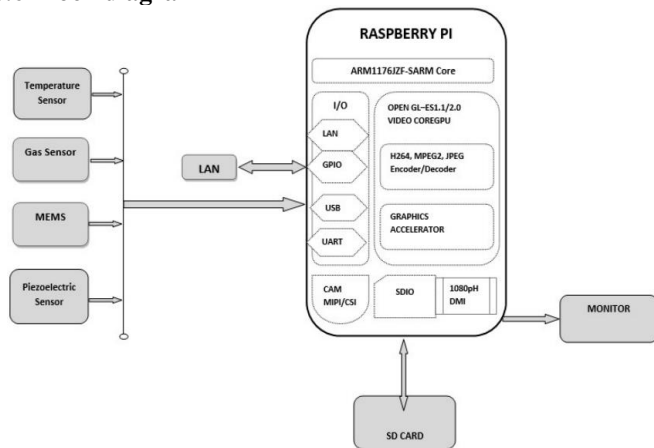 RASPBERRY PI
ARM1176JZF-SARM Core
Temperature
Sensor
Gas Sensor
MEMS
Piezoelectric
Sensor
LAN
I/O
LAN
GPIO
USB
UART
OPEN GL–ES1.1/2.0
VIDEO COREGPU
H264, MPEG2, JPEG
Encoder/Decoder
GRAPHICS
ACCELERATOR
CAM
MIPI/CSI
SDIO
1080pH
DMI
MONITOR
SD CARD